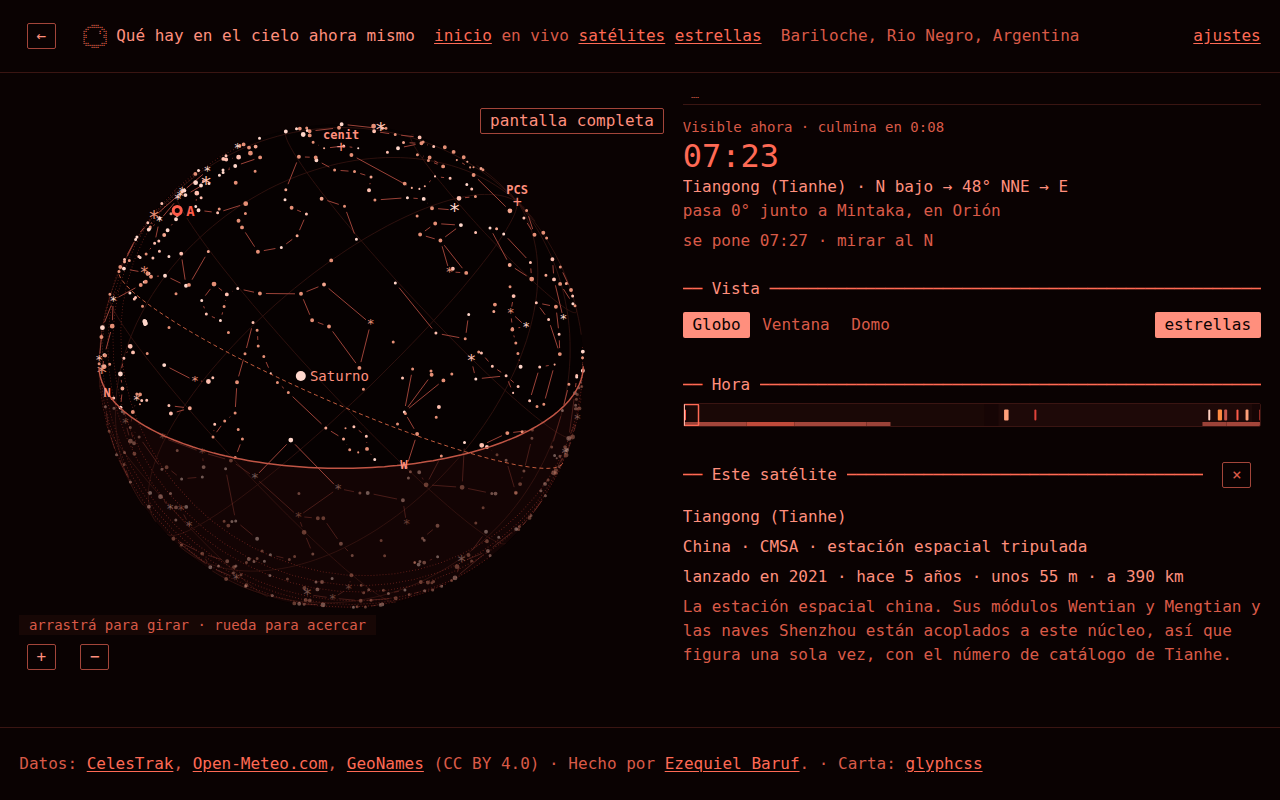 ← Qué hay en el cielo ahora mismo inicio en vivo satélites estrellas Bariloche, Rio Negro, Argentina ajustes
pantalla completa
cenit
PCS
A
Saturno
N
W
arrastrá para girar · rueda para acercar
+ −
Visible ahora · culmina en 0:08
07:23
Tiangong (Tianhe) · N bajo → 48° NNE → E
pasa 0° junto a Mintaka, en Orión
se pone 07:27 · mirar al N
Vista
Globo Ventana Domo estrellas
Hora
Este satélite ×
Tiangong (Tianhe)
China · CMSA · estación espacial tripulada
lanzado en 2021 · hace 5 años · unos 55 m · a 390 km
La estación espacial china. Sus módulos Wentian y Mengtian y
las naves Shenzhou están acoplados a este núcleo, así que
figura una sola vez, con el número de catálogo de Tianhe.
Datos: CelesTrak, Open-Meteo.com, GeoNames (CC BY 4.0) · Hecho por Ezequiel Baruf. · Carta: glyphcss